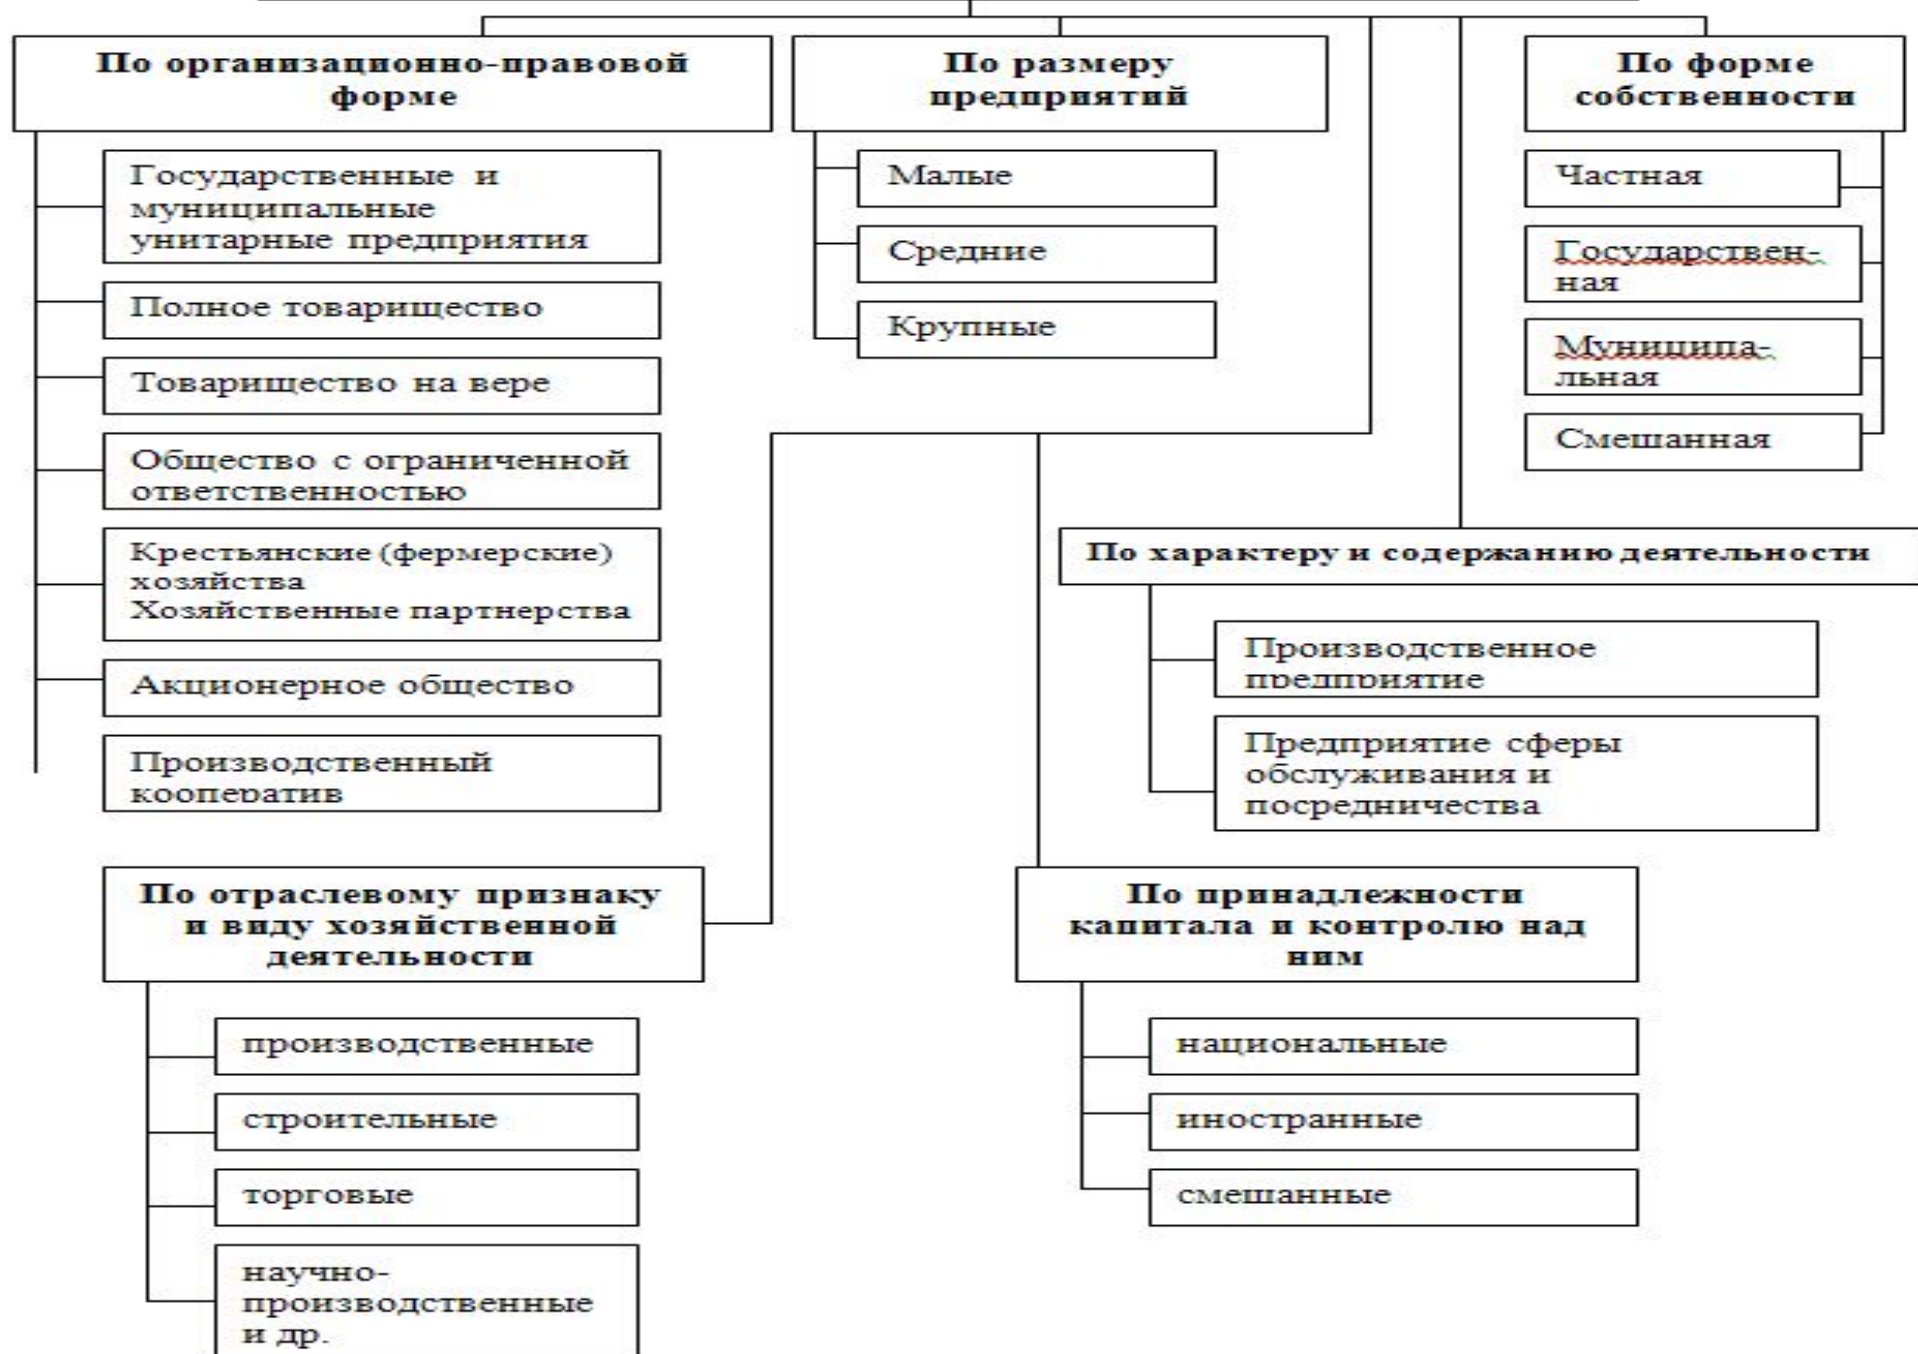 По организационно-правовой
форме
Государственные и
муниципальные
унитарные предприятия
Полное товарищество
Товарищество на вере
Общество с ограниченной
ответственностью
Крестьянские (фермерские)
хозяйства
Хозяйственные партнерства
Акционерное общество
Производственный
кооператив
По размеру
предприятий
Малые
Средние
Крупные
По форме
собственности
Частная
Государствен-
ная
Муниципа-
льная
Смешанная
По характеру и содержанию деятельности
Производственное
предприятие
Предприятие сферы
обслуживания и
посредничества
По отраслевому признаку
и виду хозяйственной
деятельности
производственные
строительные
торговые
научно-
производственные
и др.
По принадлежности
капитала и контролю над
ним
национальные
иностранные
смешанные